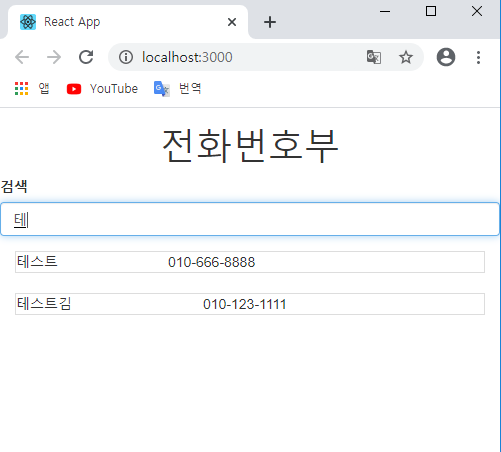 React App
localhost:3000
앱 YouTube 번역
전화번호부
검색
테
테스트 010-666-8888
테스트김 010-123-1111